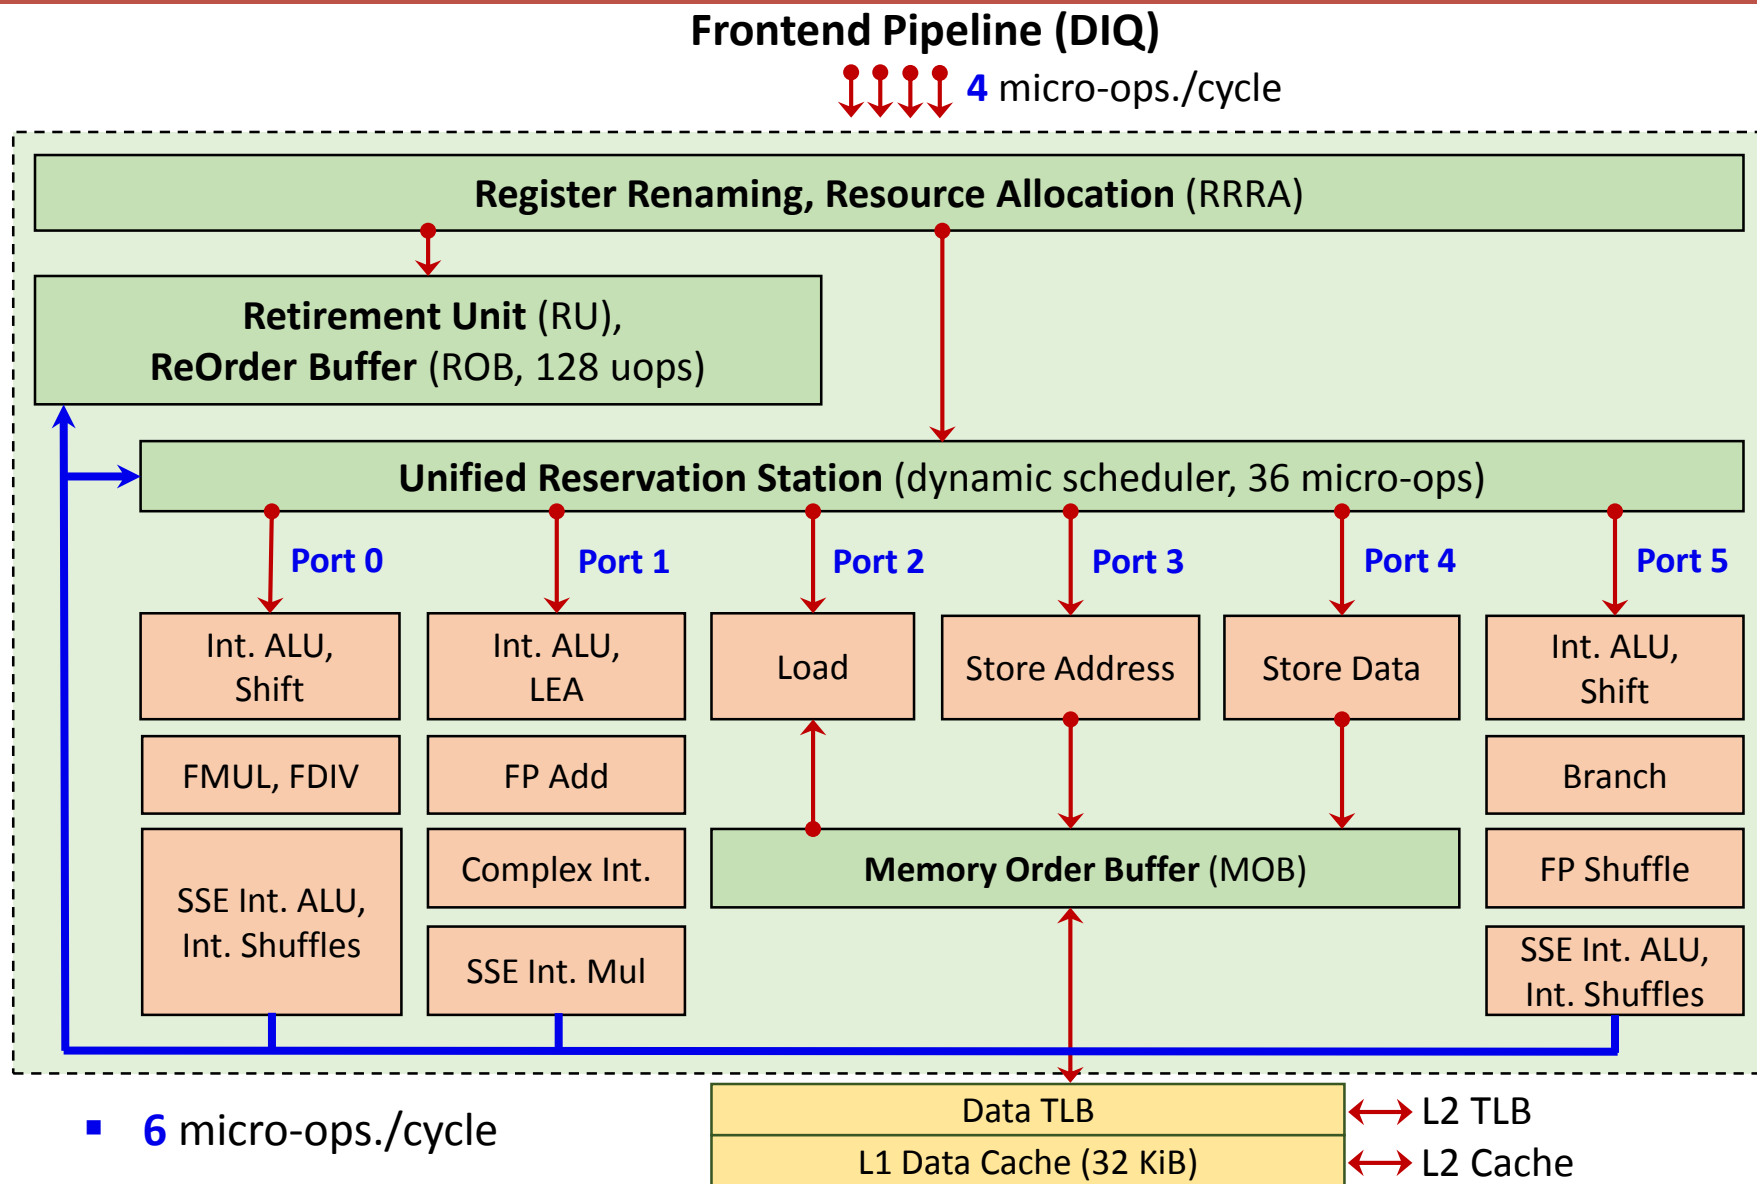 Frontend Pipeline (DIQ)
4 micro-ops./cycle
Register Renaming, Resource Allocation (RRRA)
Retirement Unit (RU),
ReOrder Buffer (ROB, 128 uops)
Unified Reservation Station (dynamic scheduler, 36 micro-ops)
Port 0
Port 1
Port 2
Port 3
Port 4
Port 5
Int. ALU,
Shift
Int. ALU,
LEA
Load
Store Address
Store Data
Int. ALU,
Shift
FMUL, FDIV
FP Add
Branch
SSE Int. ALU,
Int. Shuffles
Complex Int.
Memory Order Buffer (MOB)
FP Shuffle
SSE Int. Mul
SSE Int. ALU,
Int. Shuffles
6 micro-ops./cycle
Data TLB
L2 TLB
L1 Data Cache (32 KiB)
L2 Cache